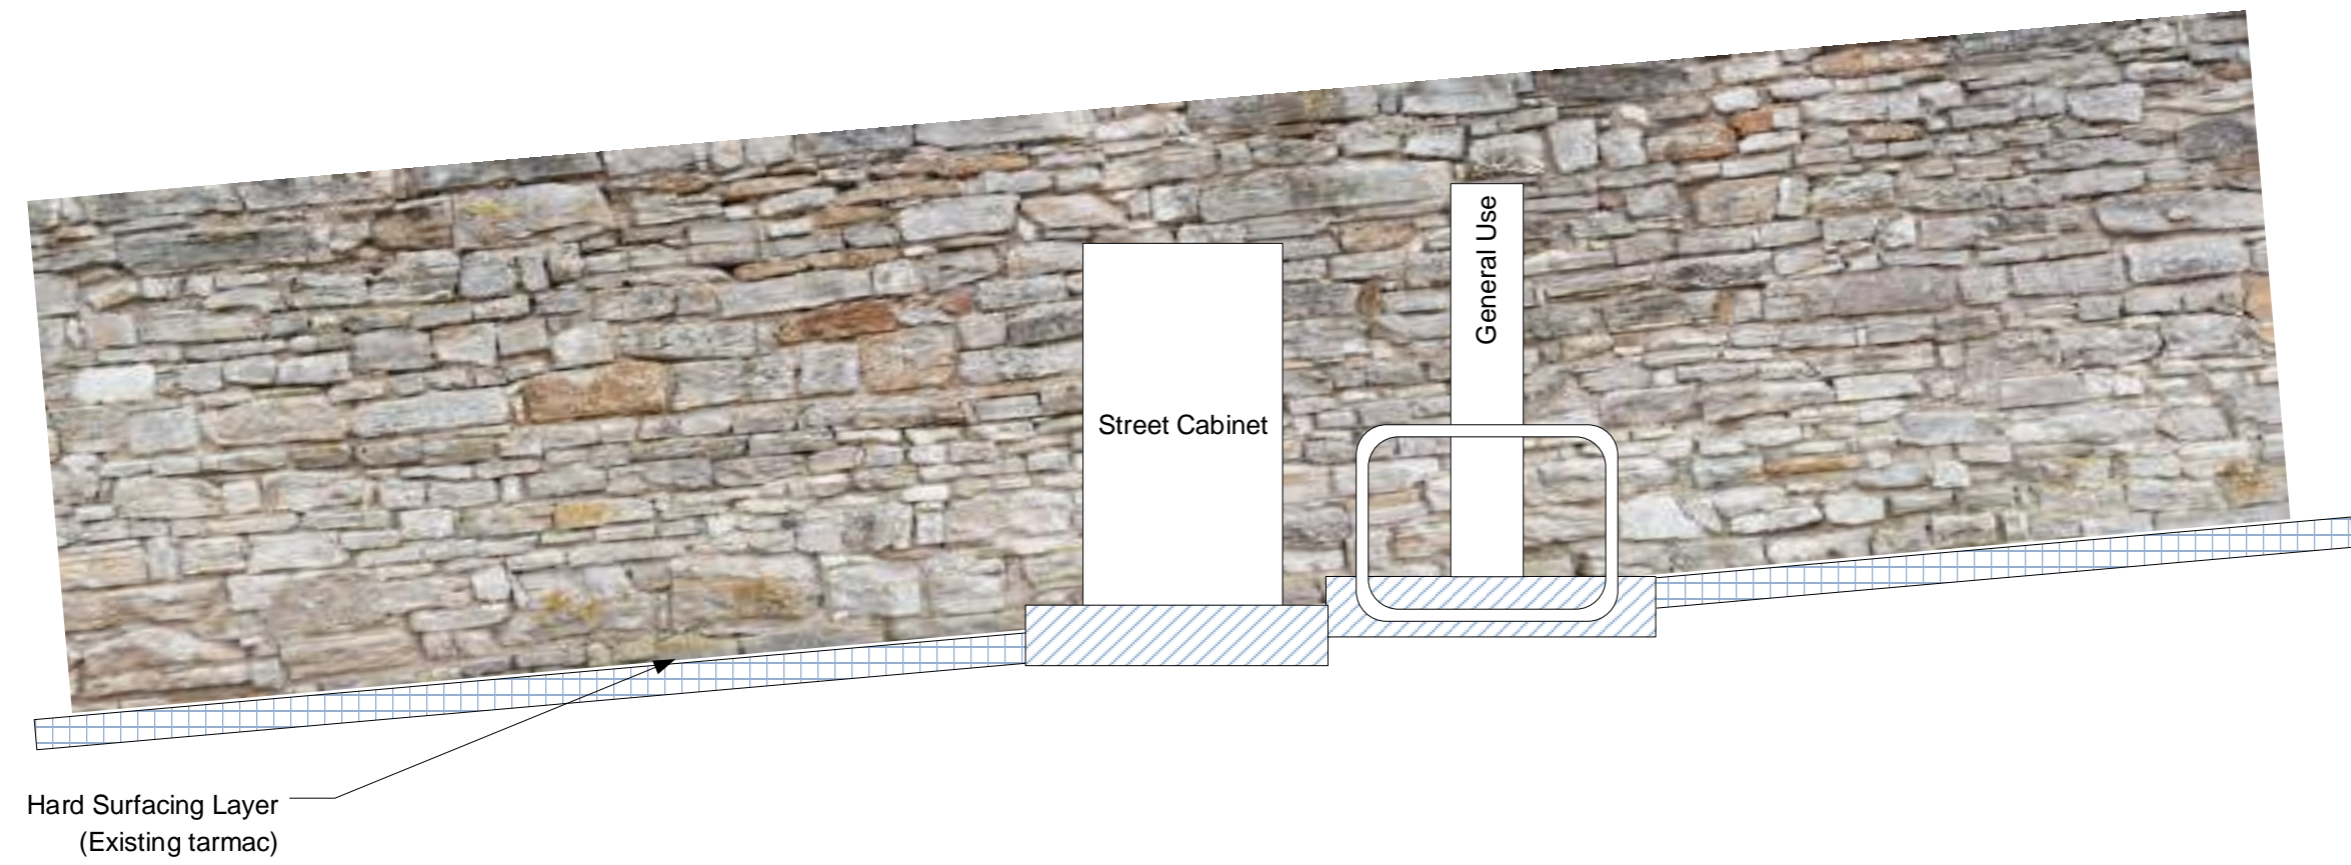 General Use
Street Cabinet
Hard Surfacing Layer
(Existing tarmac)